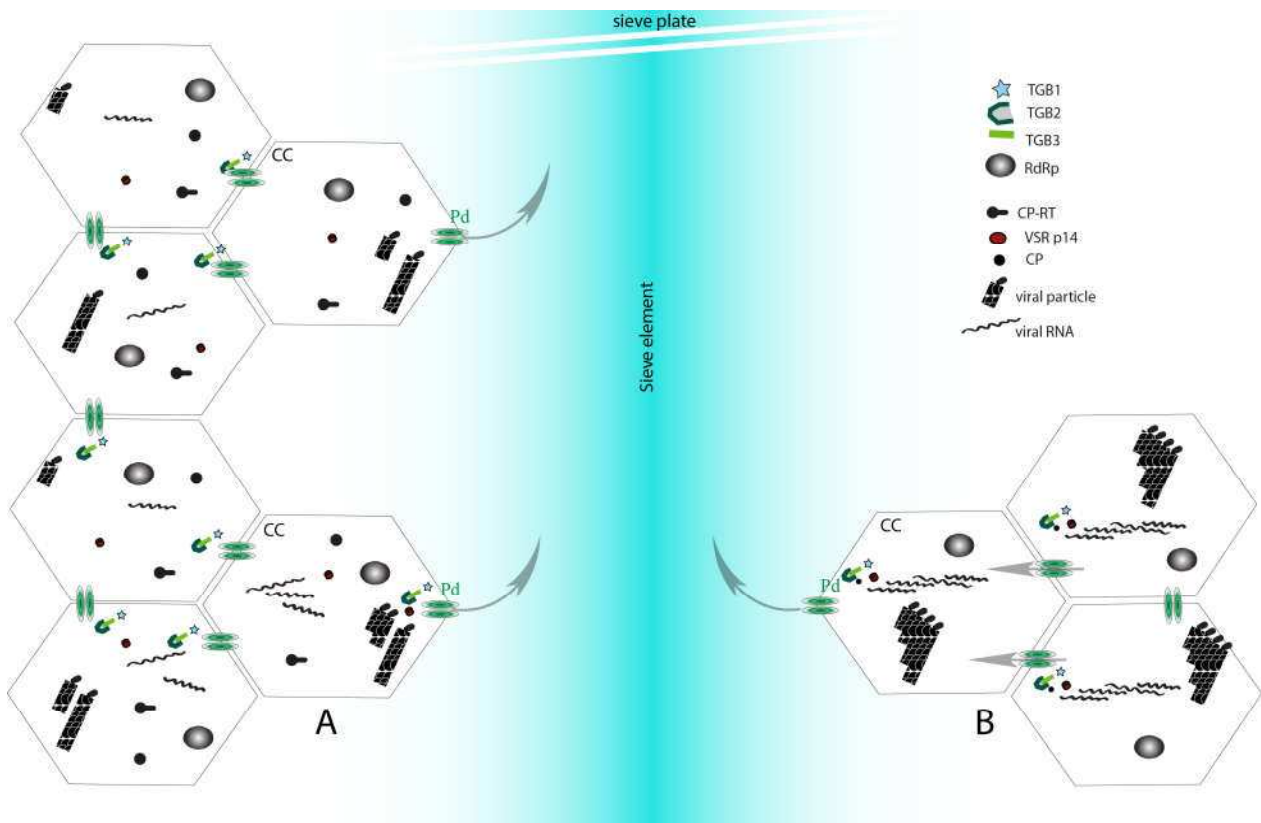 sieve plate
TGB1
TGB2
TGB3
RdRp
CP-RT
VSR p14
CP
viral particle
viral RNA
CC
Pd
Sieve element
CC
Pd
A
CC
Pd
B